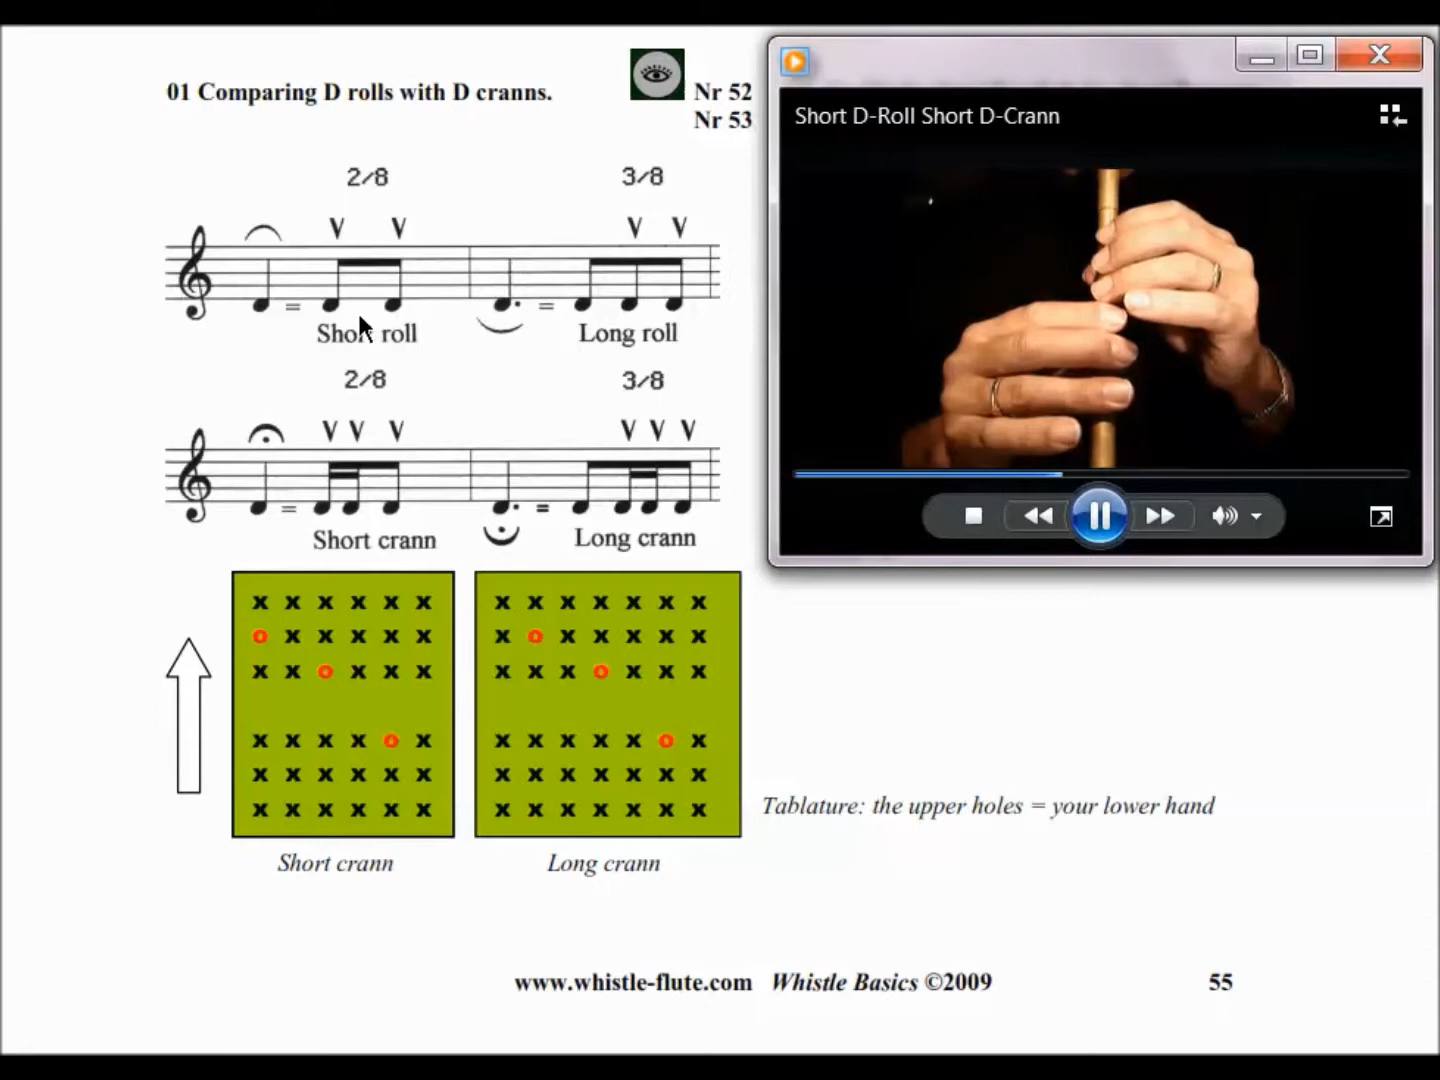 01 Comparing D rolls with D cranns.
Nr 52
Nr 53
2/8
3/8
V V
V V
=
=
Short roll
Long roll
2/8
3/8
V V V
V V V
=
=
Short crann
Long crann
x x x x x x
o x x x x x
x x o x x x
x x x x o x
x x x x x x
x x x x x x
x x x x x x x
x o x x x x x
x x x o x x x
x x x x x o x
x x x x x x x
x x x x x x x
Short crann
Long crann
Tablature: the upper holes = your lower hand
www.whistle-flute.com Whistle Basics ©2009
55
Short D-Roll Short D-Crann